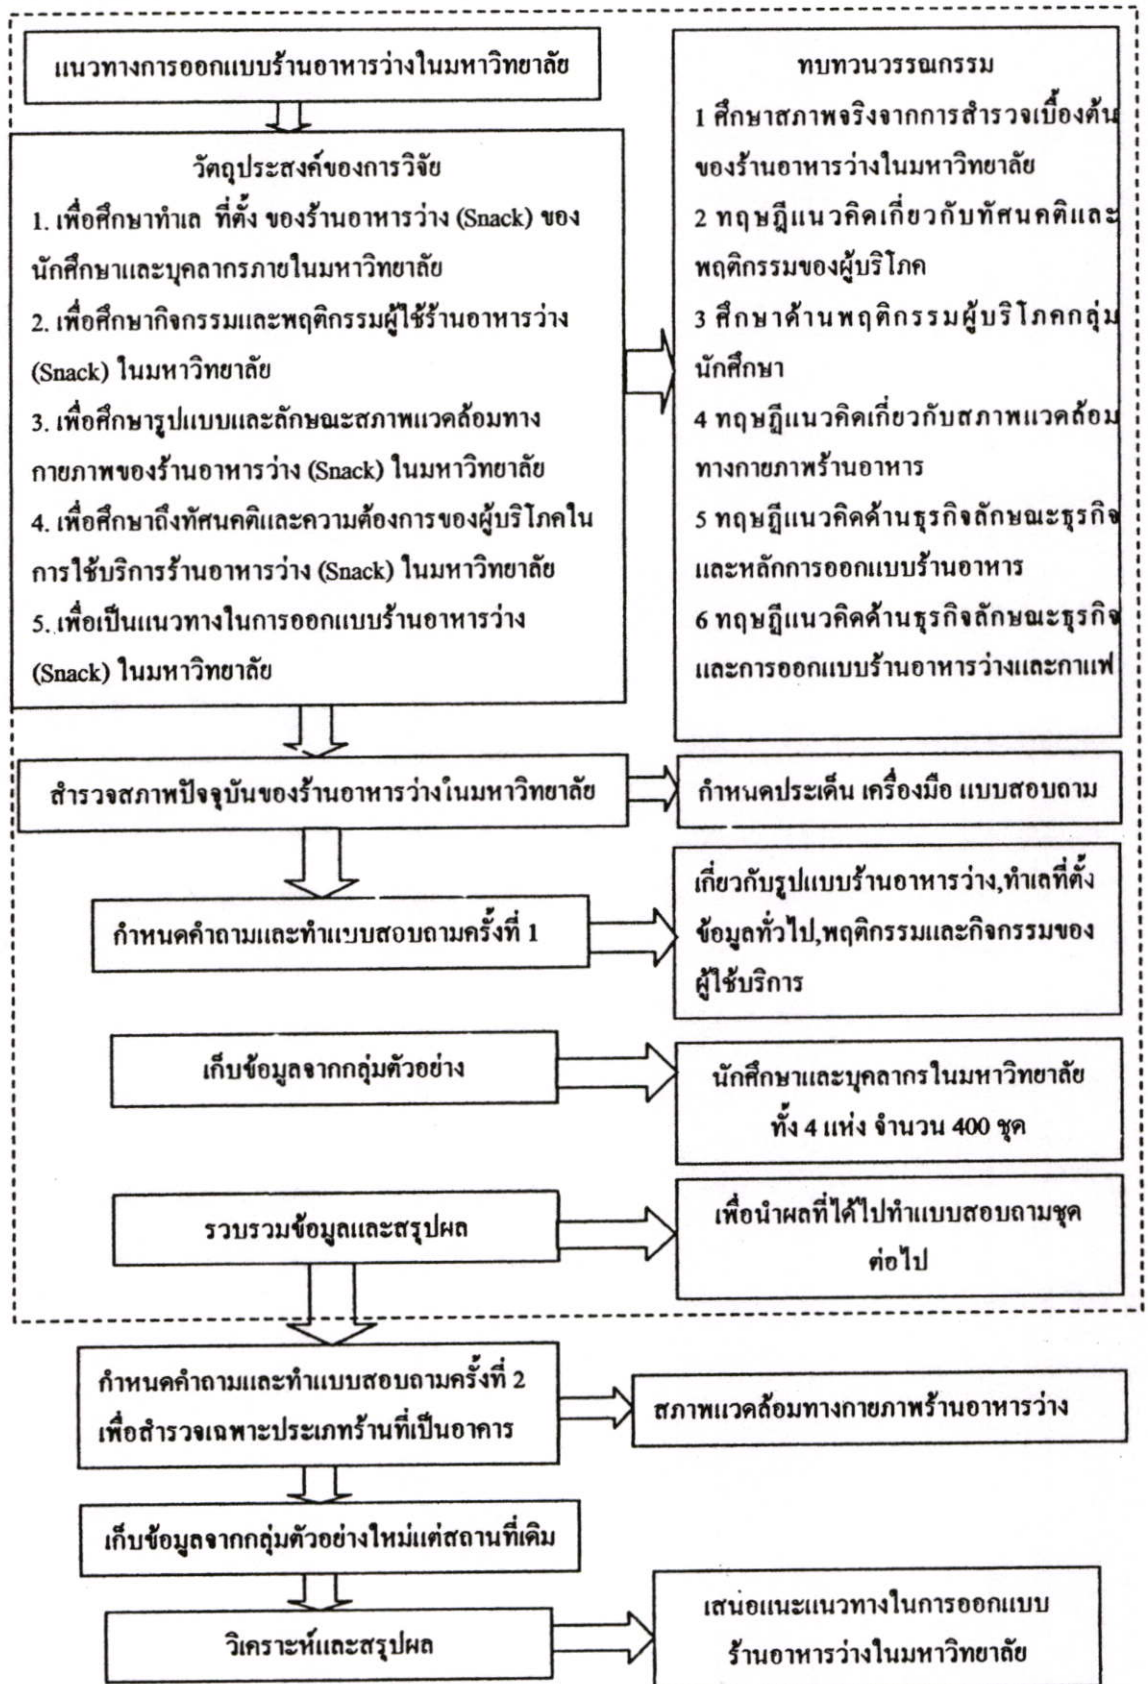 แนวทางการออกแบบร้านอาหารว่างในมหาวิทยาลัย
วัตถุประสงค์ของการวิจัย
1. เพื่อศึกษาทำเล ที่ตั้ง ของร้านอาหารว่าง (Snack) ของ
นักศึกษาและบุคลากรภายในมหาวิทยาลัย
2. เพื่อศึกษากิจกรรมและพฤติกรรมผู้ใช้ร้านอาหารว่าง
(Snack) ในมหาวิทยาลัย
3. เพื่อศึกษารูปแบบและลักษณะสภาพแวดล้อมทาง
กายภาพของร้านอาหารว่าง (Snack) ในมหาวิทยาลัย
4. เพื่อศึกษาถึงทัศนคติและความต้องการของผู้บริโภคใน
การใช้บริการร้านอาหารว่าง (Snack) ในมหาวิทยาลัย
5. เพื่อเป็นแนวทางในการออกแบบร้านอาหารว่าง
(Snack) ในมหาวิทยาลัย
ทบทวนวรรณกรรม
1 ศึกษาสภาพจริงจากการสำรวจเบื้องต้น
ของร้านอาหารว่างในมหาวิทยาลัย
2 ทฤษฎีแนวคิดเกี่ยวกับทัศนคติและ
พฤติกรรมของผู้บริโภค
3 ศึกษาด้านพฤติกรรมผู้บริโภคกลุ่ม
นักศึกษา
4 ทฤษฎีแนวคิดเกี่ยวกับสภาพแวดล้อม
ทางกายภาพร้านอาหาร
5 ทฤษฎีแนวคิดด้านธุรกิจลักษณะธุรกิจ
และหลักการออกแบบร้านอาหาร
6 ทฤษฎีแนวคิดด้านธุรกิจลักษณะธุรกิจ
และการออกแบบร้านอาหารว่างและกาแฟ
สำรวจสภาพปัจจุบันของร้านอาหารว่างในมหาวิทยาลัย
กำหนดประเด็น เครื่องมือ แบบสอบถาม
กำหนดคำถามและทำแบบสอบถามครั้งที่ 1
เกี่ยวกับรูปแบบร้านอาหารว่าง,ทำเลที่ตั้ง
ข้อมูลทั่วไป,พฤติกรรมและกิจกรรมของ
ผู้ใช้บริการ
เก็บข้อมูลจากกลุ่มตัวอย่าง
นักศึกษาและบุคลากรในมหาวิทยาลัย
ทั้ง 4 แห่ง จำนวน 400 ชุด
รวบรวมข้อมูลและสรุปผล
เพื่อนำผลที่ได้ไปทำแบบสอบถามชุด
ต่อไป
กำหนดคำถามและทำแบบสอบถามครั้งที่ 2
เพื่อสำรวจเฉพาะประเภทร้านที่เป็นอาคาร
สภาพแวดล้อมทางกายภาพร้านอาหารว่าง
เก็บข้อมูลจากกลุ่มตัวอย่างใหม่แต่สถานที่เดิม
วิเคราะห์และสรุปผล
เสนอแนะแนวทางในการออกแบบ
ร้านอาหารว่างในมหาวิทยาลัย